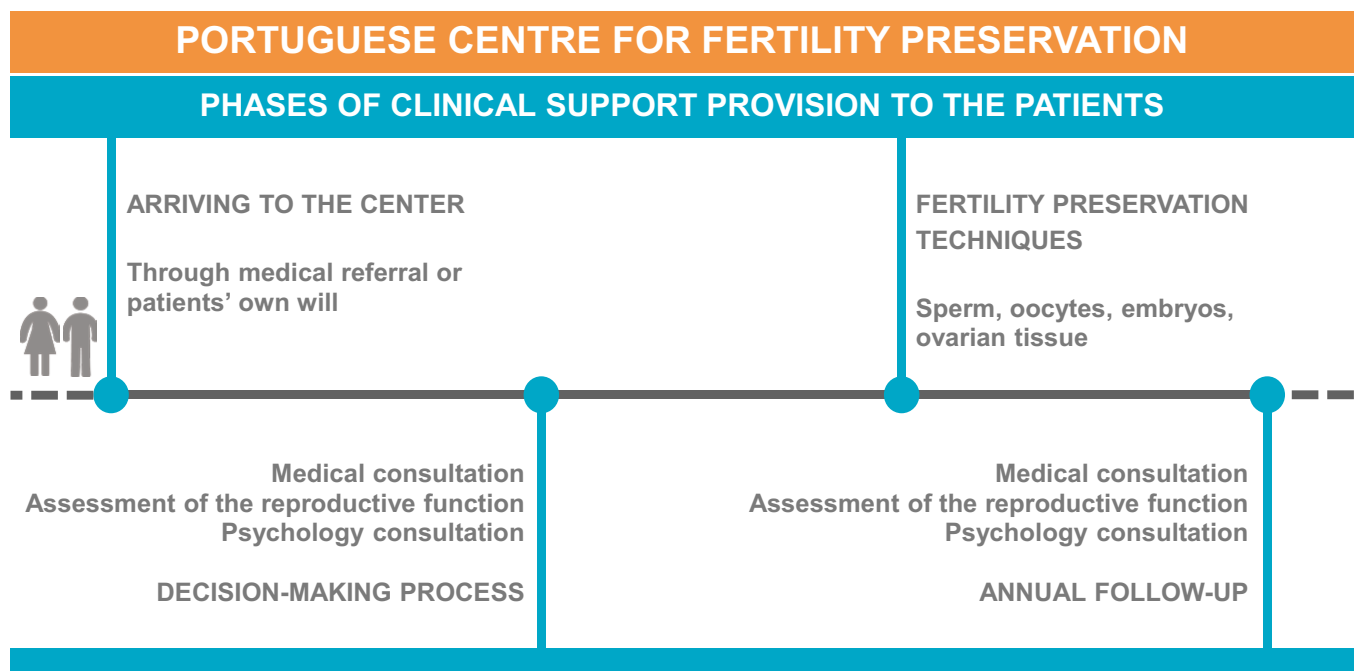 PORTUGUESE CENTRE FOR FERTILITY PRESERVATION
PHASES OF CLINICAL SUPPORT PROVISION TO THE PATIENTS
ARRIVING TO THE CENTER
Through medical referral or
patients’ own will
FERTILITY PRESERVATION
TECHNIQUES
Sperm, oocytes, embryos,
ovarian tissue
Medical consultation
Assessment of the reproductive function
Psychology consultation
DECISION-MAKING PROCESS
Medical consultation
Assessment of the reproductive function
Psychology consultation
ANNUAL FOLLOW-UP